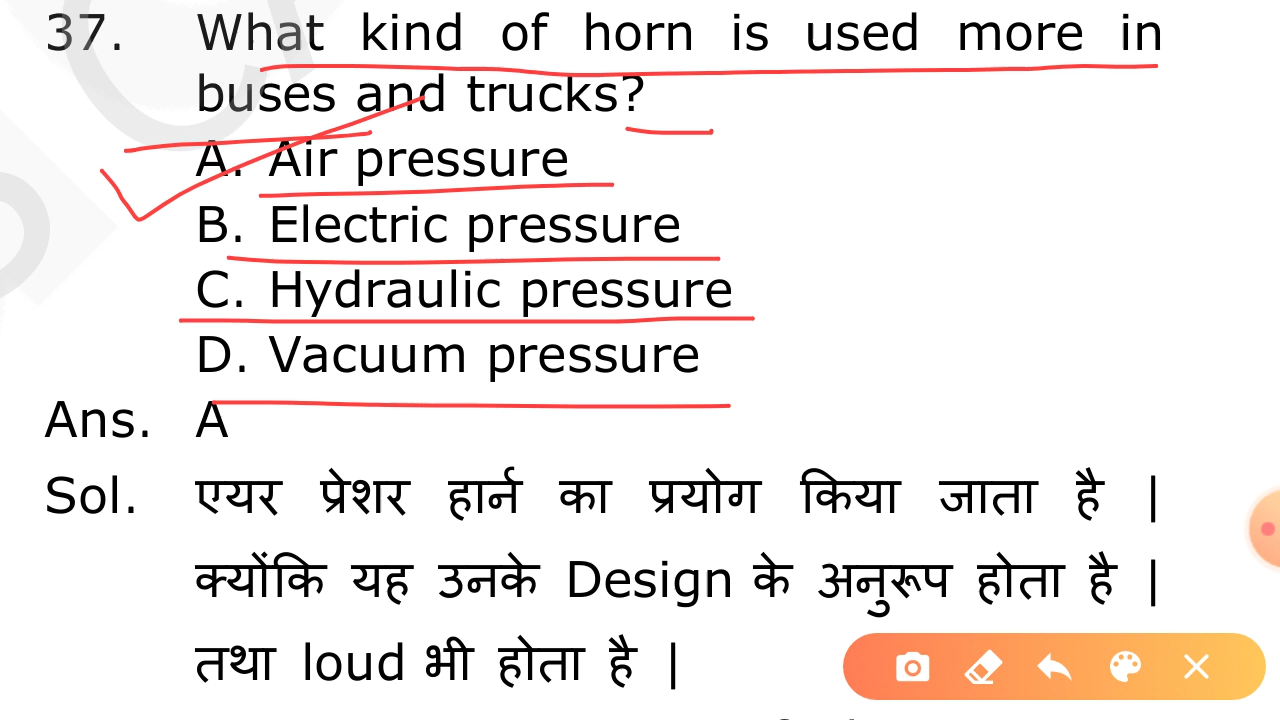 37. What kind of horn is used more in
buses and trucks?
A. Air pressure
B. Electric pressure
C. Hydraulic pressure
D. Vacuum pressure
Ans. A
Sol. एयर प्रेशर हार्न का प्रयोग किया जाता है |
क्योंकि यह उनके Design के अनुरूप होता है |
तथा loud भी होता है |